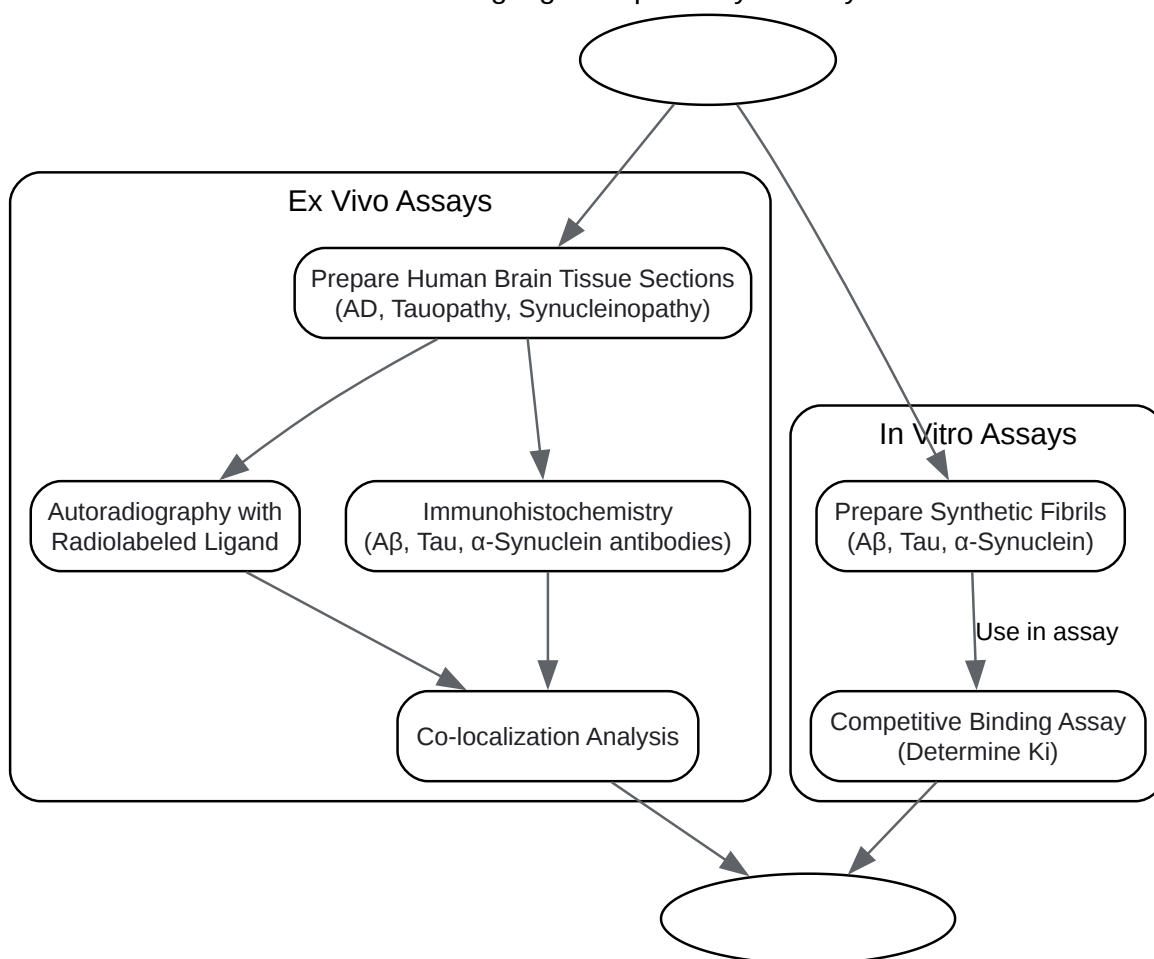 Ex Vivo Assays
Prepare Human Brain Tissue Sections
(AD, Tauopathy, Synucleinopathy)
Autoradiography with
Radiolabeled Ligand
Immunohistochemistry
(Aβ, Tau, α-Synuclein antibodies)
Co-localization Analysis
In Vitro Assays
Prepare Synthetic Fibrils
(Aβ, Tau, α-Synuclein)
Use in assay
Competitive Binding Assay
(Determine Ki)